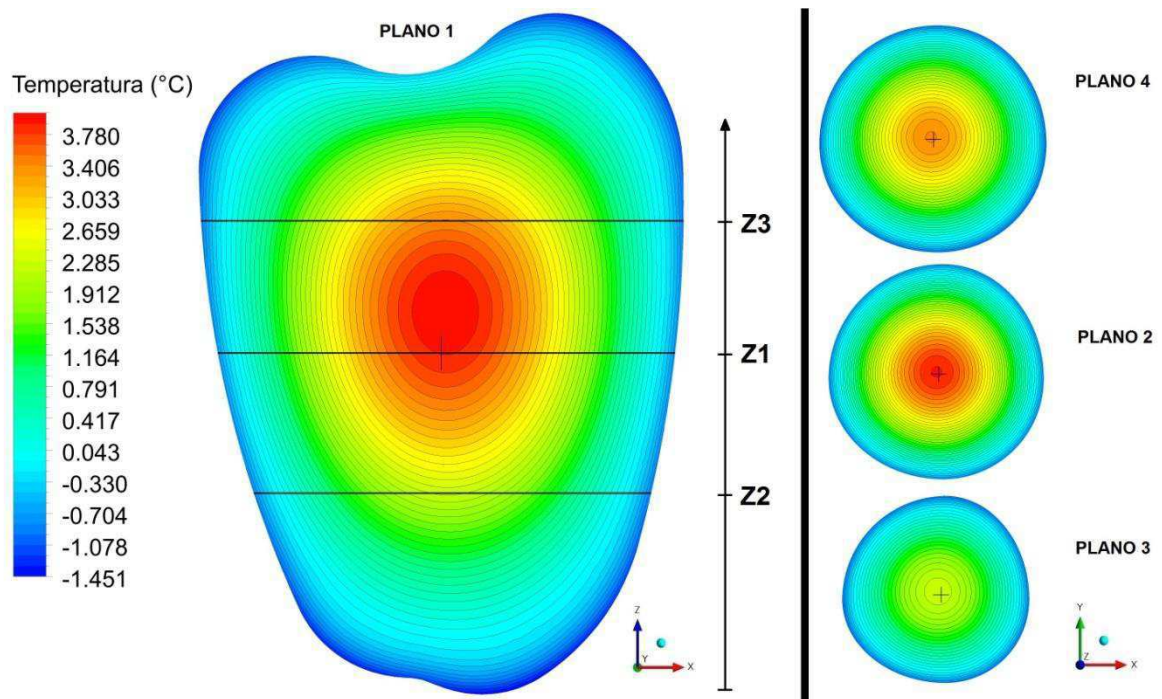 PLANO 1
Temperatura (°C)
3.780
3.406
3.033
2.659
2.285
1.912
1.538
1.164
0.791
0.417
0.043
-0.330
-0.704
-1.078
-1.451
Z3
Z1
Z2
Z
Y
X
PLANO 4
PLANO 2
PLANO 3
Y
Z
X